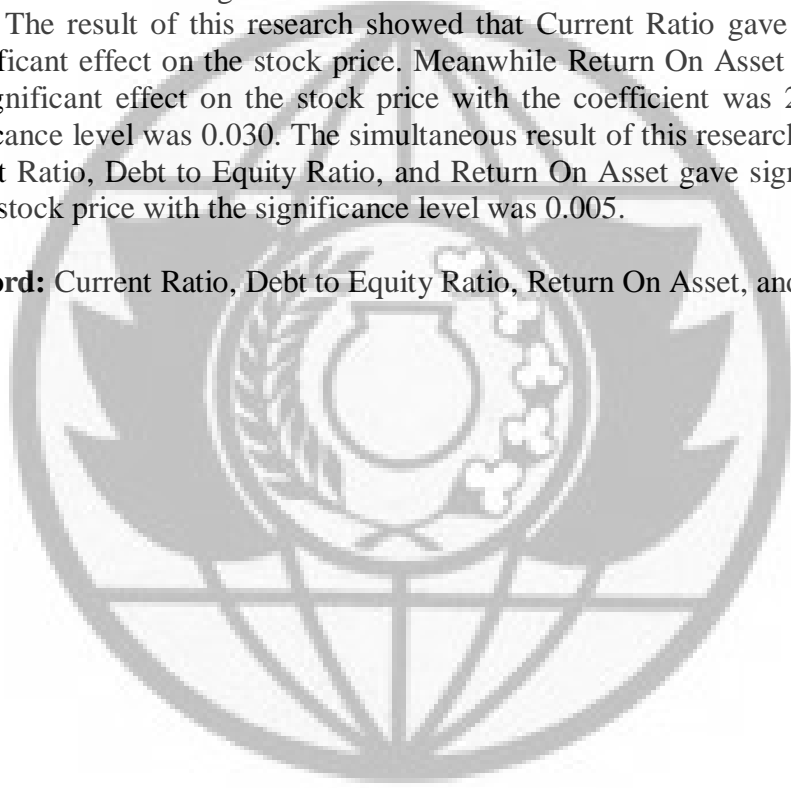 The result of this research showed that Current Ratio gave
ficant effect on the stock price. Meanwhile Return On Asset
gnificant effect on the stock price with the coefficient was 2
cance level was 0.030. The simultaneous result of this research
t Ratio, Debt to Equity Ratio, and Return On Asset gave sign
stock price with the significance level was 0.005.
ord: Current Ratio, Debt to Equity Ratio, Return On Asset, and